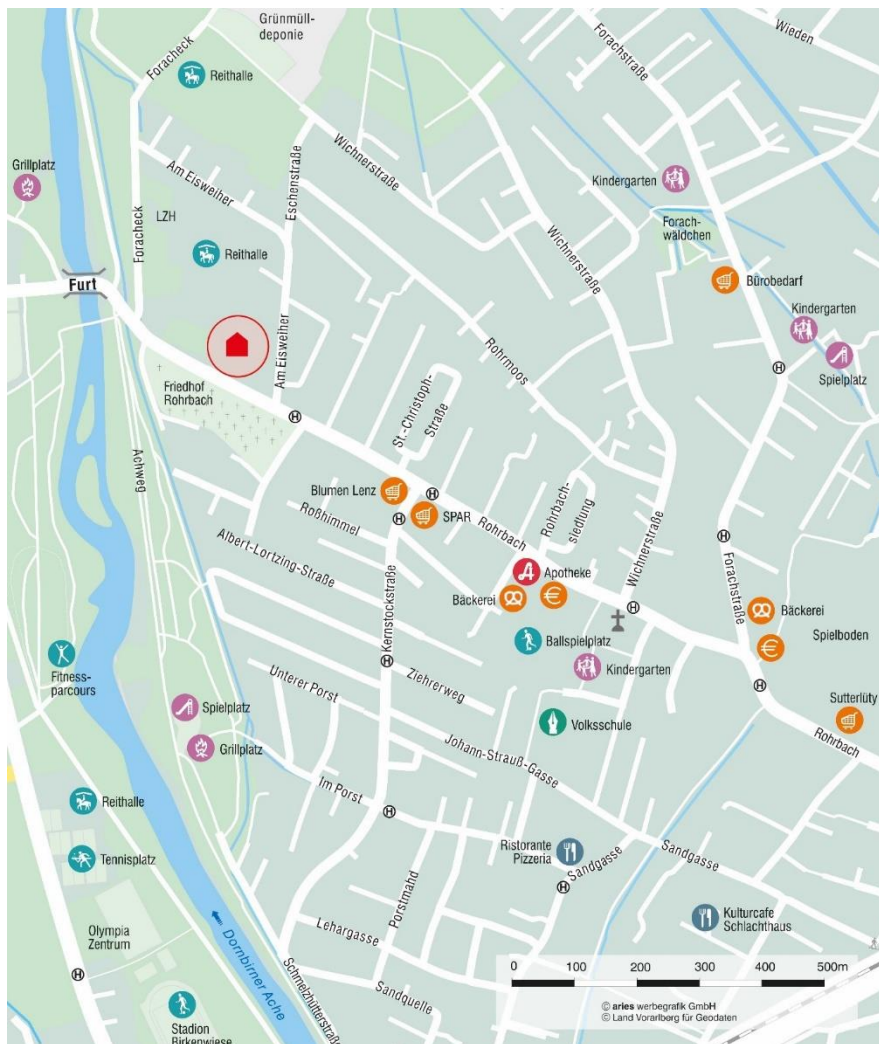 Grünmüll-
deponie
Foracheck
Reithalle
Forachstraße
Wieden
Wichnerstraße
Grillplatz
Am Eisweiher
Eschenstraße
Kindergarten
LZH
Foracheck
Reithalle
Forach-
wäldchen
Wichnerstraße
Furt
Bürobedarf
Kindergarten
Rohrmoos
Am Eisweiher
Spielplatz
Friedhof
Rohrbach
St.-Christoph-
Straße
Achweg
Blumen Lenz
H
SPAR
Roßhimmel
Rohrbach
Rohrbach-
siedlung
Wichnerstraße
Albert-Lortzing-Straße
Apotheke
Forachstraße
Bäckerei
Bäckerei
Kernstockstraße
Spielboden
Ballspielplatz
Kindergarten
Fitness-
parcours
Unterer Porst
Ziehrerweg
Spielplatz
Sutterlüty
Volksschule
Grillplatz
Johann-Strauß-Gasse
Rohrbach
Im Porst
Reithalle
Tennisplatz
Ristorante
Pizzeria
Sandgasse
Sandgasse
Porstmahd
Kulturcafe
Schlachthaus
Olympia
Zentrum
Dornbirner Ache
Lehargasse
Schmelzhütterstraße
Sandquelle
0 100 200 300 400 500m
Stadion
Birkenwiese
© aries werbegrafik GmbH
© Land Vorarlberg für Geodaten